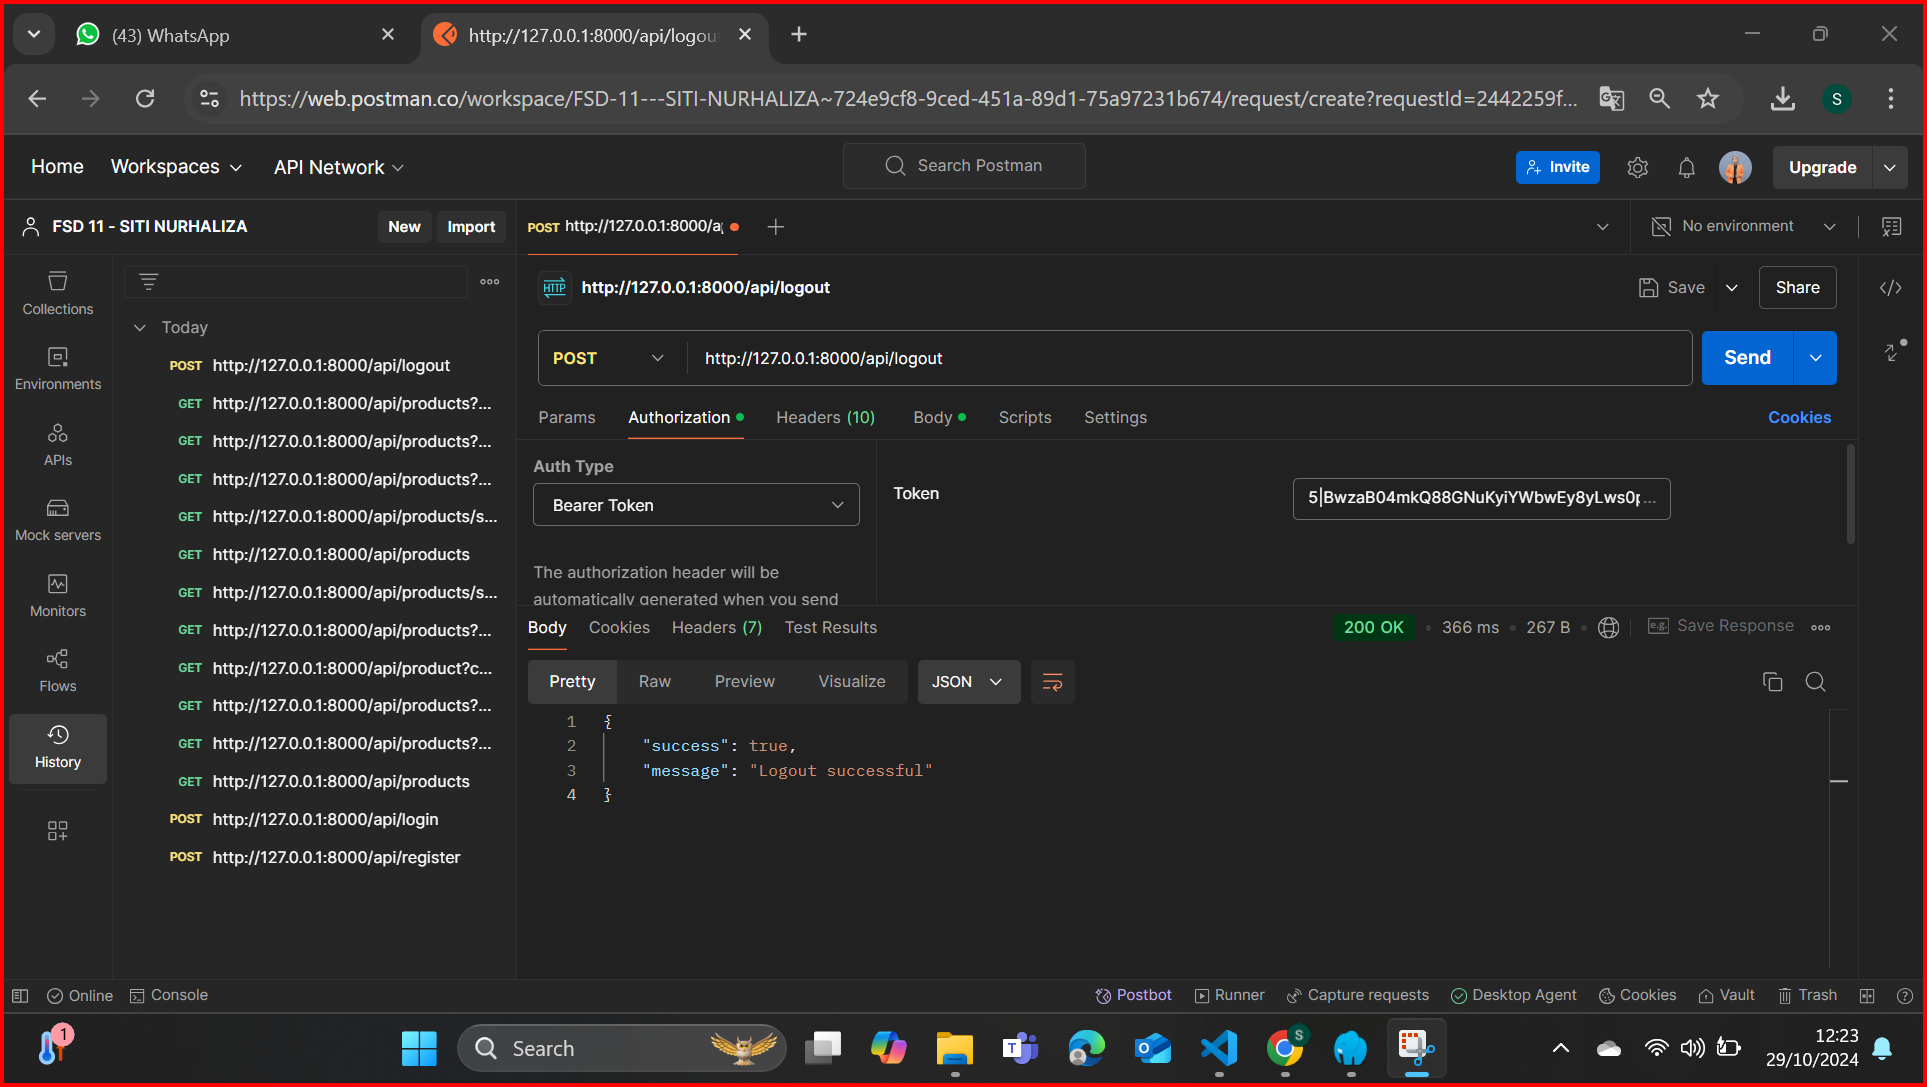 (43) WhatsApp
http://127.0.0.1:8000/api/logou
https://web.postman.co/workspace/FSD-11---SITI-NURHALIZA~724e9cf8-9ced-451a-89d1-75a97231b674/request/create?requestId=2442259f...
S
Home
Workspaces
API Network
Search Postman
Invite
Upgrade
FSD 11 - SITI NURHALIZA
New
Import
POST http://127.0.0.1:8000/a
No environment
Collections
Environments
APIs
Mock servers
Monitors
Flows
History
Today
POST http://127.0.0.1:8000/api/logout
GET http://127.0.0.1:8000/api/products?...
GET http://127.0.0.1:8000/api/products?...
GET http://127.0.0.1:8000/api/products?...
GET http://127.0.0.1:8000/api/products/s...
GET http://127.0.0.1:8000/api/products
GET http://127.0.0.1:8000/api/products/s...
GET http://127.0.0.1:8000/api/products?...
GET http://127.0.0.1:8000/api/product?c...
GET http://127.0.0.1:8000/api/products?...
GET http://127.0.0.1:8000/api/products?...
GET http://127.0.0.1:8000/api/products
POST http://127.0.0.1:8000/api/login
POST http://127.0.0.1:8000/api/register
HTTP http://127.0.0.1:8000/api/logout
Save
Share
POST http://127.0.0.1:8000/api/logout
Send
Params Authorization Headers (10) Body Scripts Settings Cookies
Auth Type
Bearer Token
Token
5|BwzaB04mkQ88GNuKyiYWbwEy8yLws0p...
The authorization header will be
automatically generated when you send
Body Cookies Headers (7) Test Results
200 OK 366 ms 267 B e.g. Save Response
Pretty Raw Preview Visualize JSON
1 {
2 "success": true,
3 "message": "Logout successful"
4 }
Online Console
Postbot Runner Capture requests Desktop Agent Cookies Vault Trash
1
Search
T
S
12:23
29/10/2024